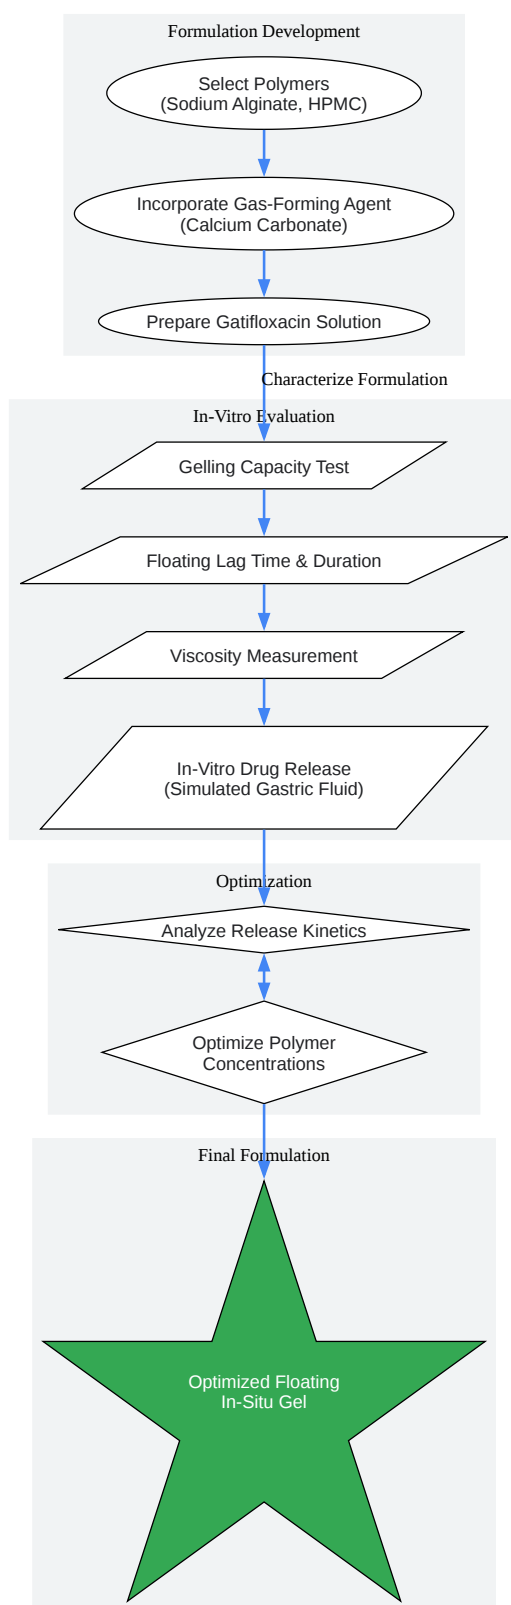 Formulation Development
Select Polymers
(Sodium Alginate, HPMC)
Incorporate Gas-Forming Agent
(Calcium Carbonate)
Prepare Gatifloxacin Solution
Characterize Formulation
In-Vitro Evaluation
Gelling Capacity Test
Floating Lag Time & Duration
Viscosity Measurement
In-Vitro Drug Release
(Simulated Gastric Fluid)
Optimization
Analyze Release Kinetics
Optimize Polymer
Concentrations
Final Formulation
Optimized Floating
In-Situ Gel